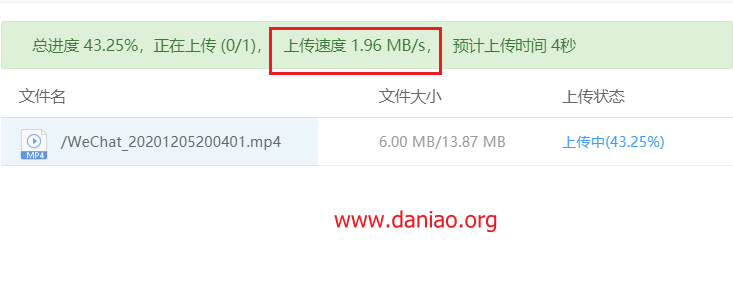 总进度 43.25%，正在上传 (0/1)， 上传速度 1.96 MB/s， 预计上传时间 4秒
文件名 文件大小 上传状态
MP4 /WeChat_20201205200401.mp4 6.00 MB/13.87 MB 上传中(43.25%)
www.daniao.org